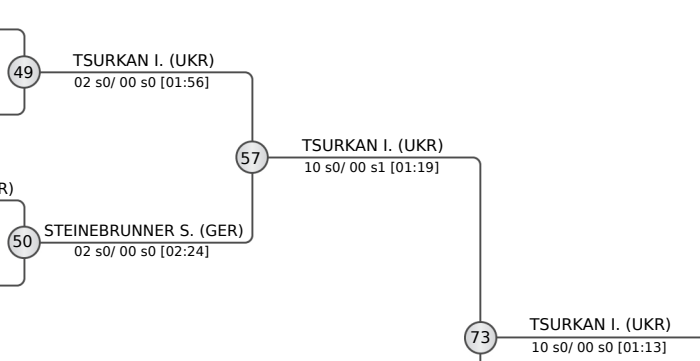 TSURKAN I. (UKR)
49
02 s0/ 00 s0 [01:56]
TSURKAN I. (UKR)
57
10 s0/ 00 s1 [01:19]
R)
STEINEBRUNNER S. (GER)
50
02 s0/ 00 s0 [02:24]
TSURKAN I. (UKR)
73
10 s0/ 00 s0 [01:13]